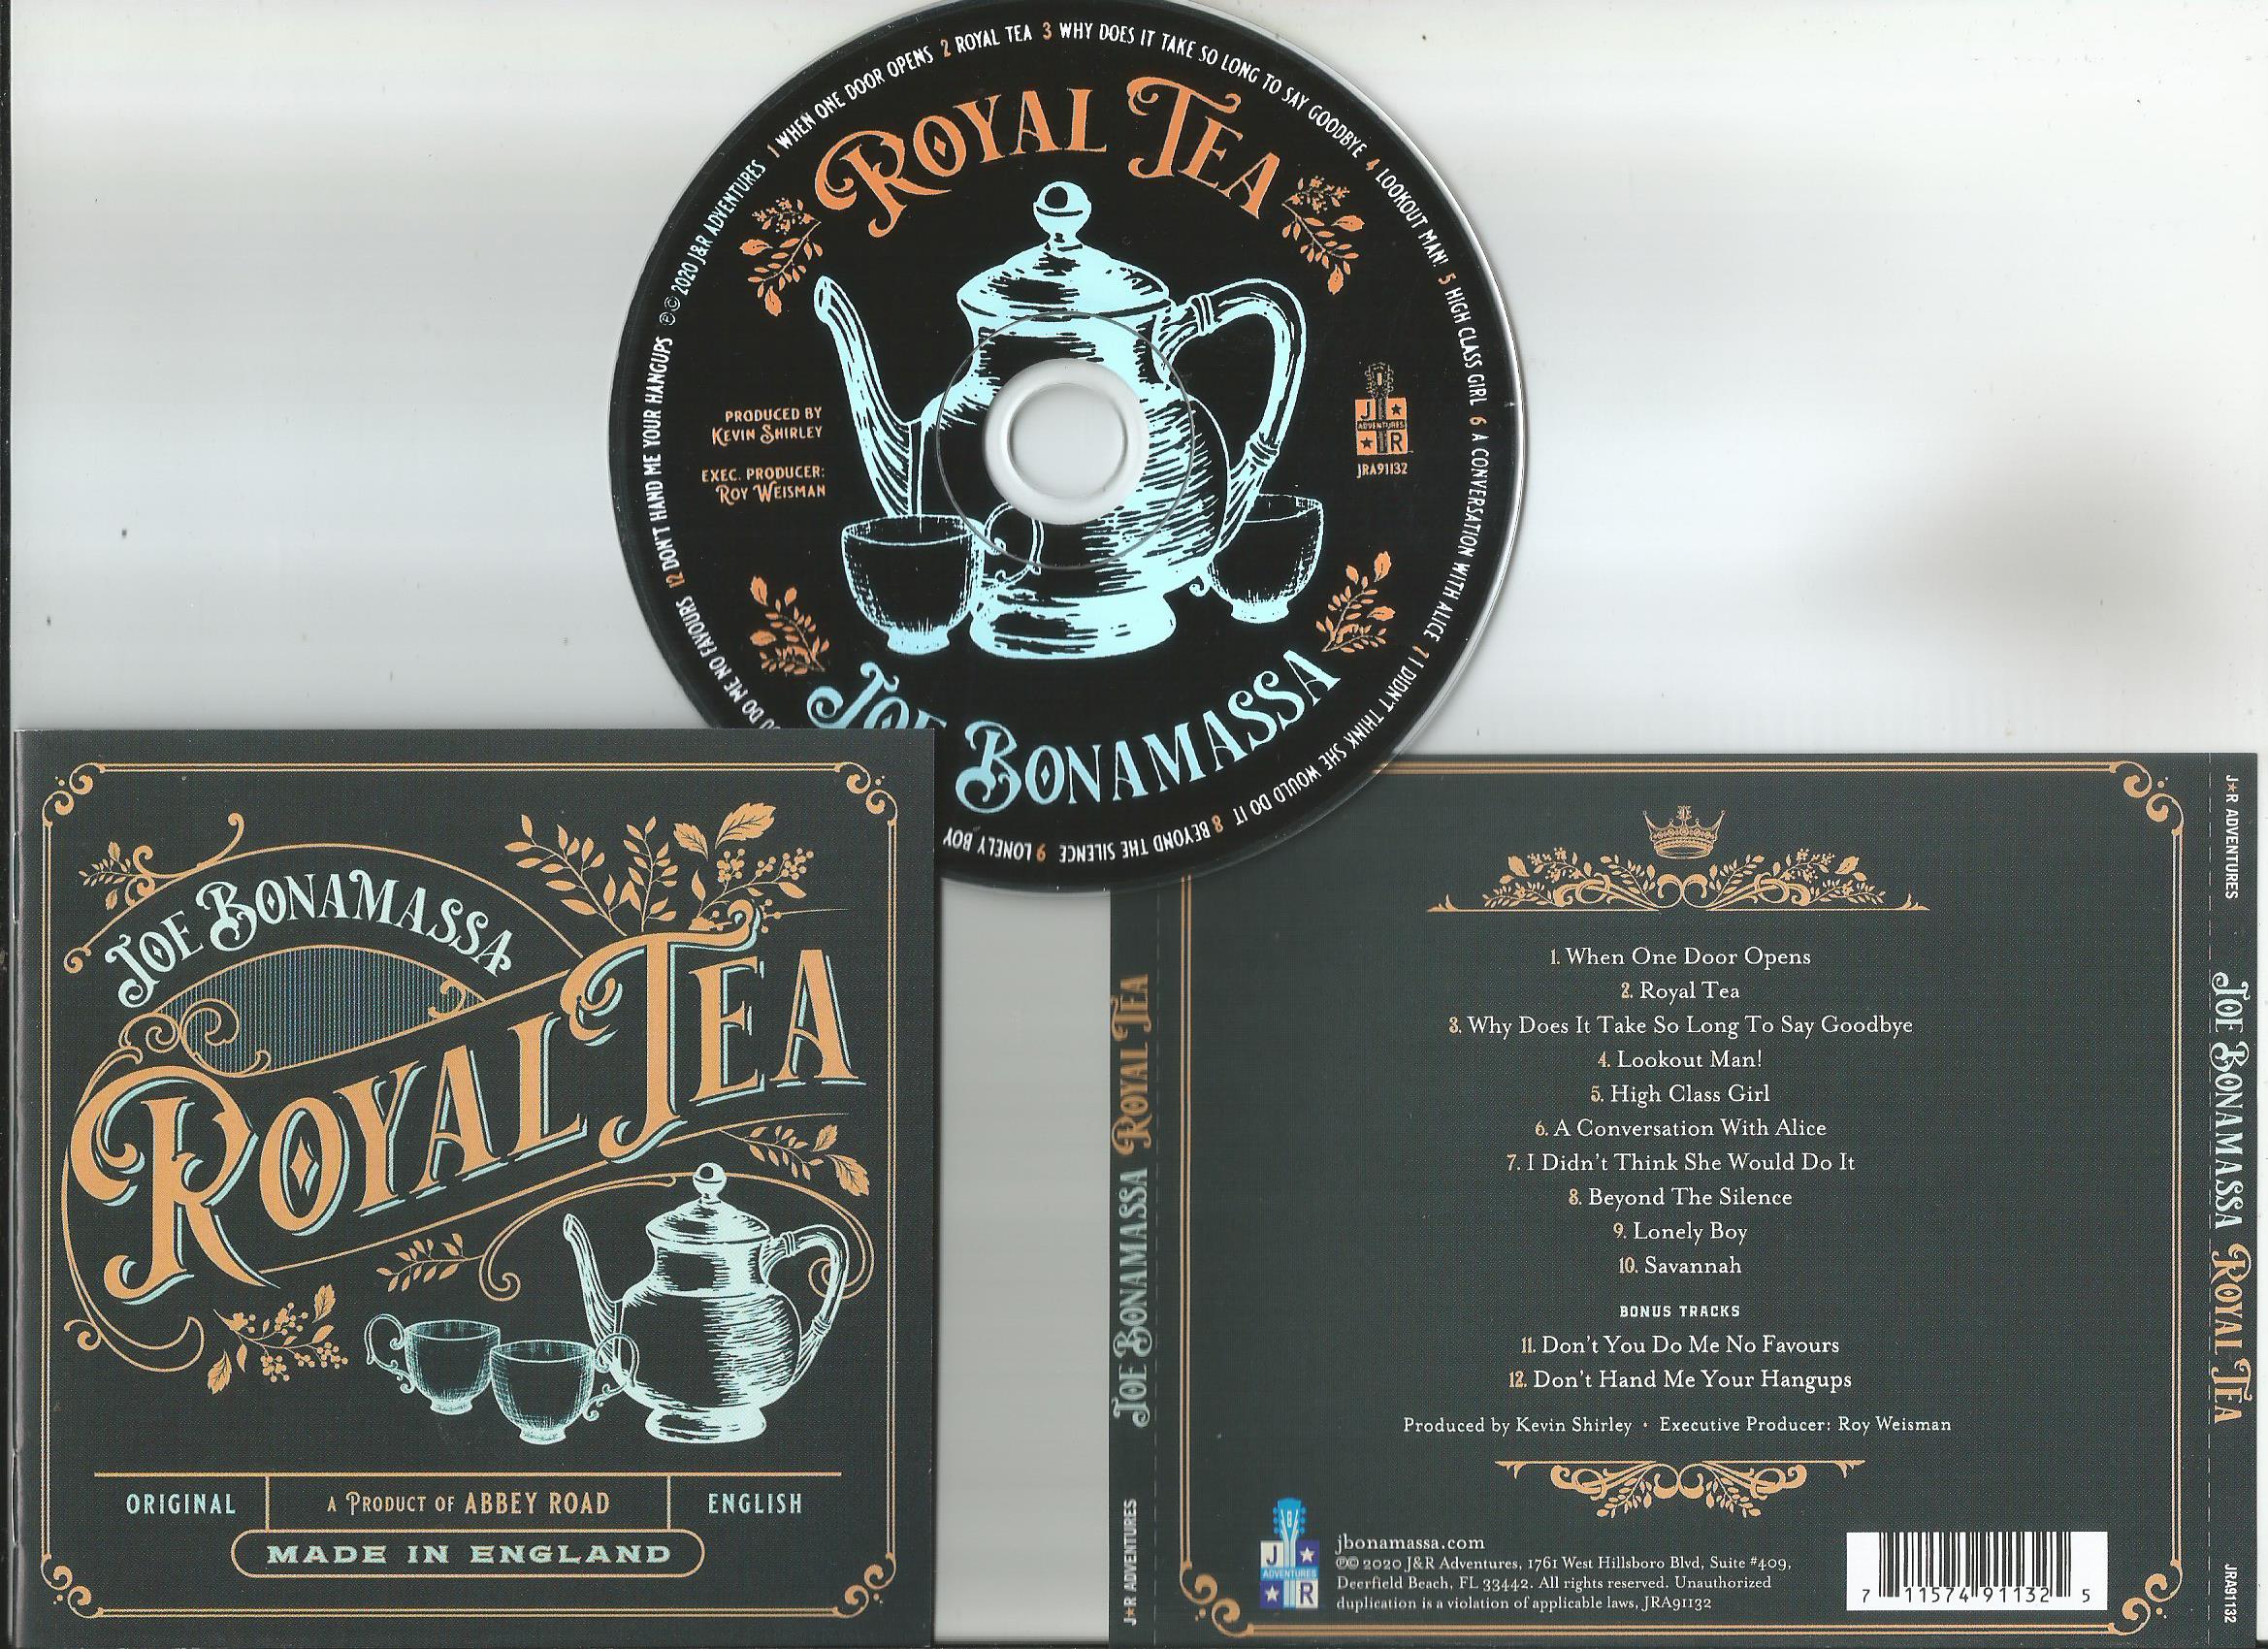 1 WHEN ONE DOOR OPENS 2 ROYAL TEA 3 WHY DOES IT TAKE SO LONG TO SAY GOODBYE 4 LOOKOUT MAN! 5 HIGH CLASS GIRL 6 A CONVERSATION WITH ALICE 7 I DIDN'T THINK SHE WOULD DO IT 8 BEYOND THE SILENCE 9 LONELY BOY
DO ME NO FAVOURS 12 DON'T HAND ME YOUR HANGUPS ℗© 2020 J&R ADVENTURES
ROYAL TEA
PRODUCED BY
KEVIN SHIRLEY
EXEC. PRODUCER:
ROY WEISMAN
J R
ADVENTURES
JRA91132
JOE BONAMASSA
JOE BONAMASSA
ROYAL TEA
ORIGINAL
A PRODUCT OF ABBEY ROAD
ENGLISH
MADE IN ENGLAND
J★R ADVENTURES
JOE BONAMASSA ROYAL TEA
1. When One Door Opens
2. Royal Tea
3. Why Does It Take So Long To Say Goodbye
4. Lookout Man!
5. High Class Girl
6. A Conversation With Alice
7. I Didn't Think She Would Do It
8. Beyond The Silence
9. Lonely Boy
10. Savannah
BONUS TRACKS
11. Don't You Do Me No Favours
12. Don't Hand Me Your Hangups
Produced by Kevin Shirley • Executive Producer: Roy Weisman
J R
ADVENTURES
jbonamassa.com
℗© 2020 J&R Adventures, 1761 West Hillsboro Blvd, Suite #409,
Deerfield Beach, FL 33442. All rights reserved. Unauthorized
duplication is a violation of applicable laws, JRA91132
7 11574 91132 5
J★R ADVENTURES
JOE BONAMASSA ROYAL TEA
JRA91132